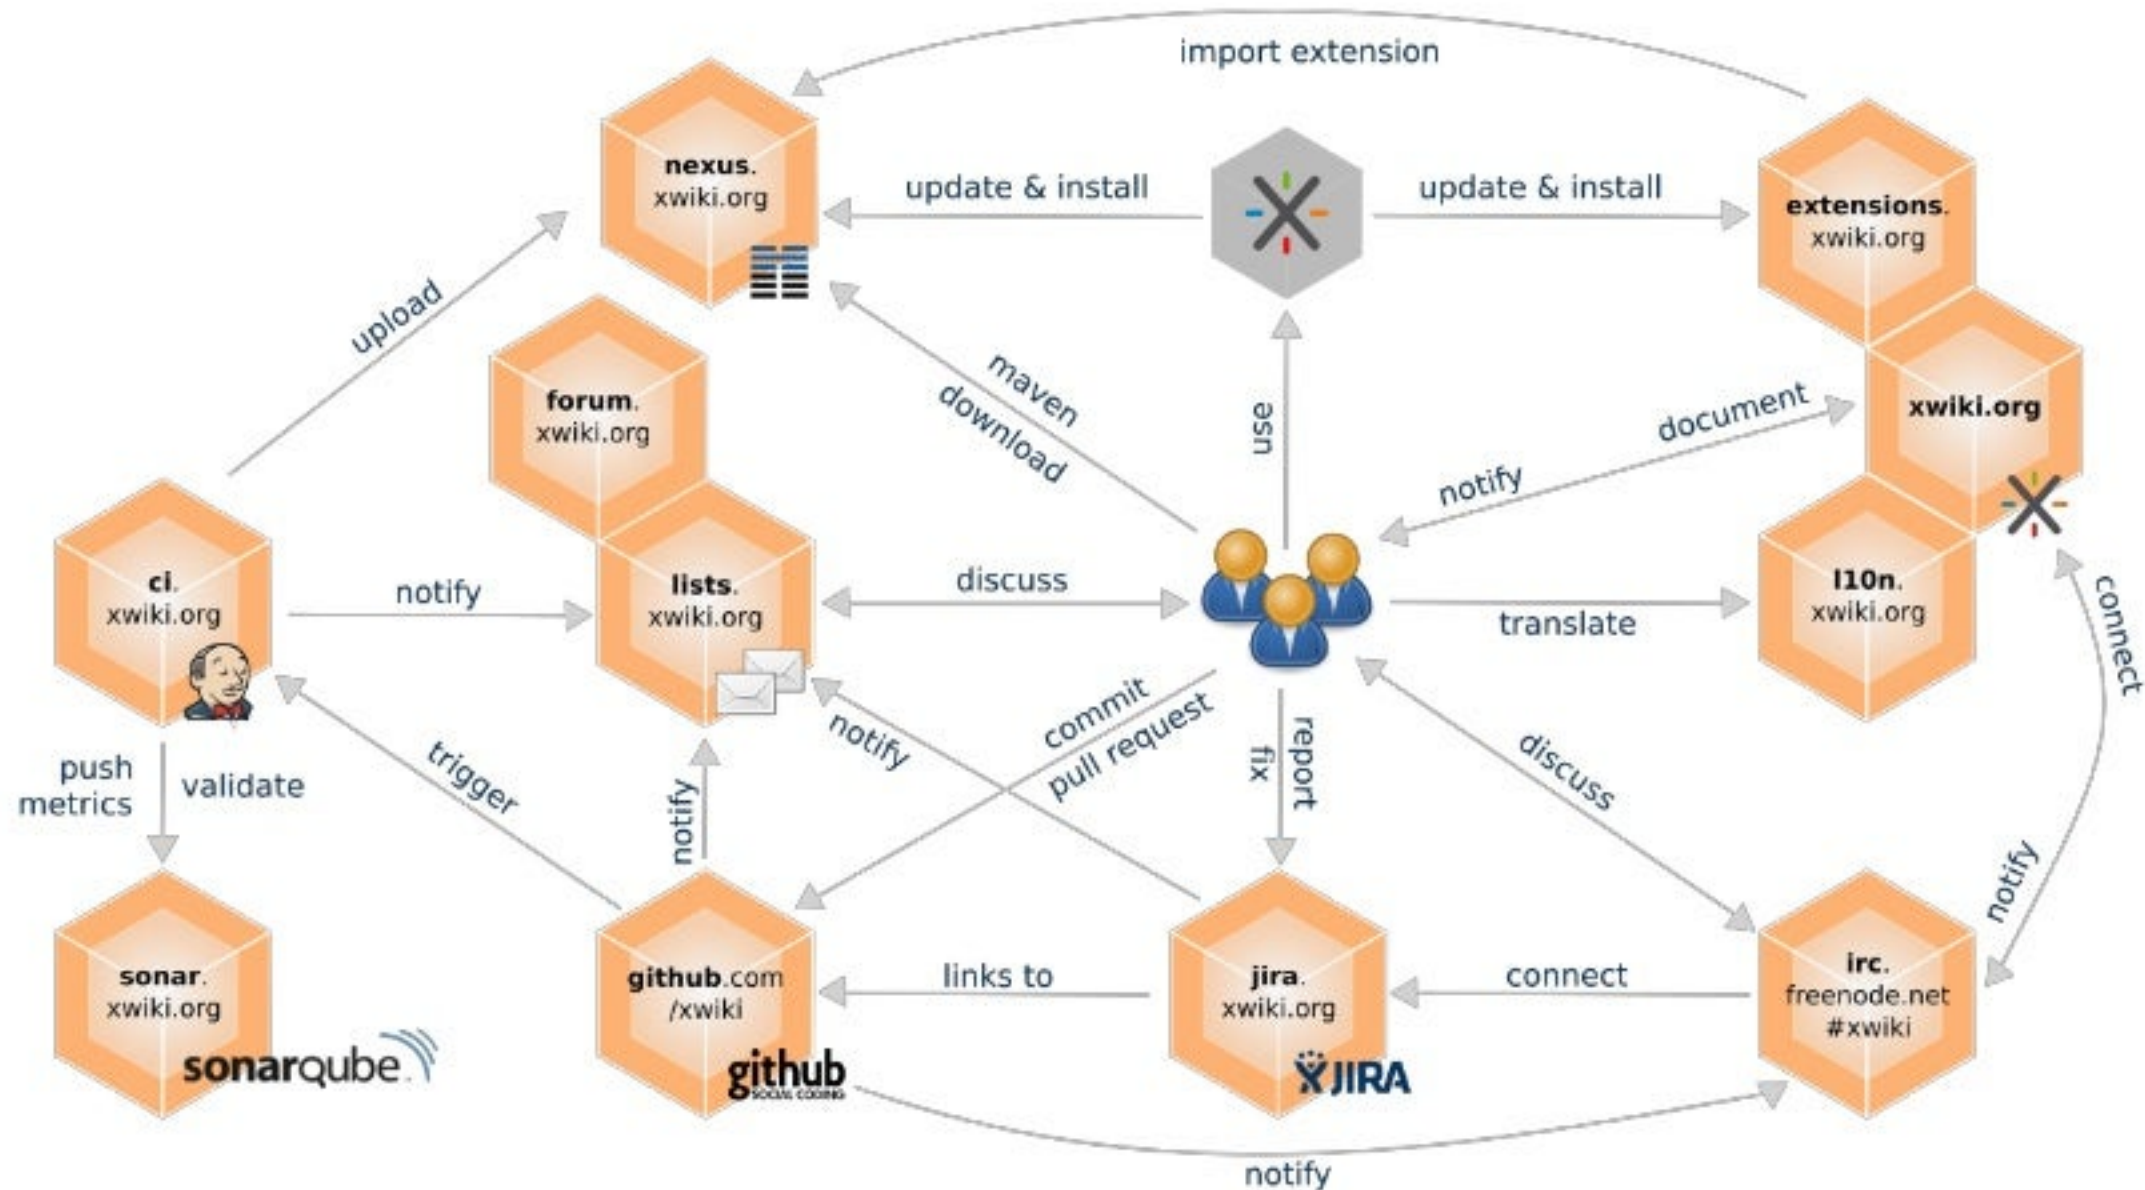 import extension
nexus.
xwiki.org
update & install
update & install
extensions.
xwiki.org
upload
maven
download
use
forum.
xwiki.org
document
notify
xwiki.org
ci.
xwiki.org
notify
lists.
xwiki.org
discuss
translate
l10n.
xwiki.org
connect
push
metrics
validate
trigger
notify
notify
commit
pull request
report
fix
discuss
notify
sonar.
xwiki.org
sonarqube
github.com
/xwiki
github
SOCIAL CODING
links to
jira.
xwiki.org
JIRA
connect
irc.
freenode.net
#xwiki
notify